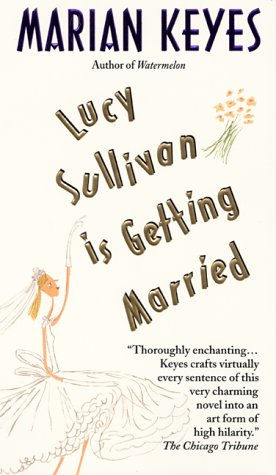 MARIAN KEYES
Author of Watermelon
Lucy
Sullivan
is Getting
Married
“Thoroughly enchanting...
Keyes crafts virtually
every sentence of this
very charming
novel into an
art form of
high hilarity.”
The Chicago Tribune